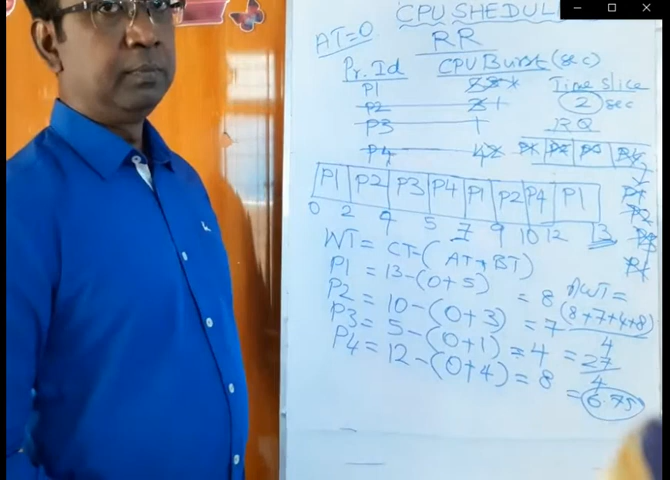 CPU SHEDUL
AT=0 RR
Pr. Id CPU Burst (sec)
P1 Time slice
P2 2 sec
P3 1 RQ
P4 42
P1 P2 P3 P4 P1 P2 P4 P1
0 2 4 5 7 9 10 12 13
WT = CT-( AT+BT)
P1 = 13-(0+5) = 8 AWT =
P2 = 10-(0+3) = 7 (8+7+4+8)
P3 = 5-(0+1) = 4 4
P4 = 12-(0+4) = 8 = 27
4
= 6.75